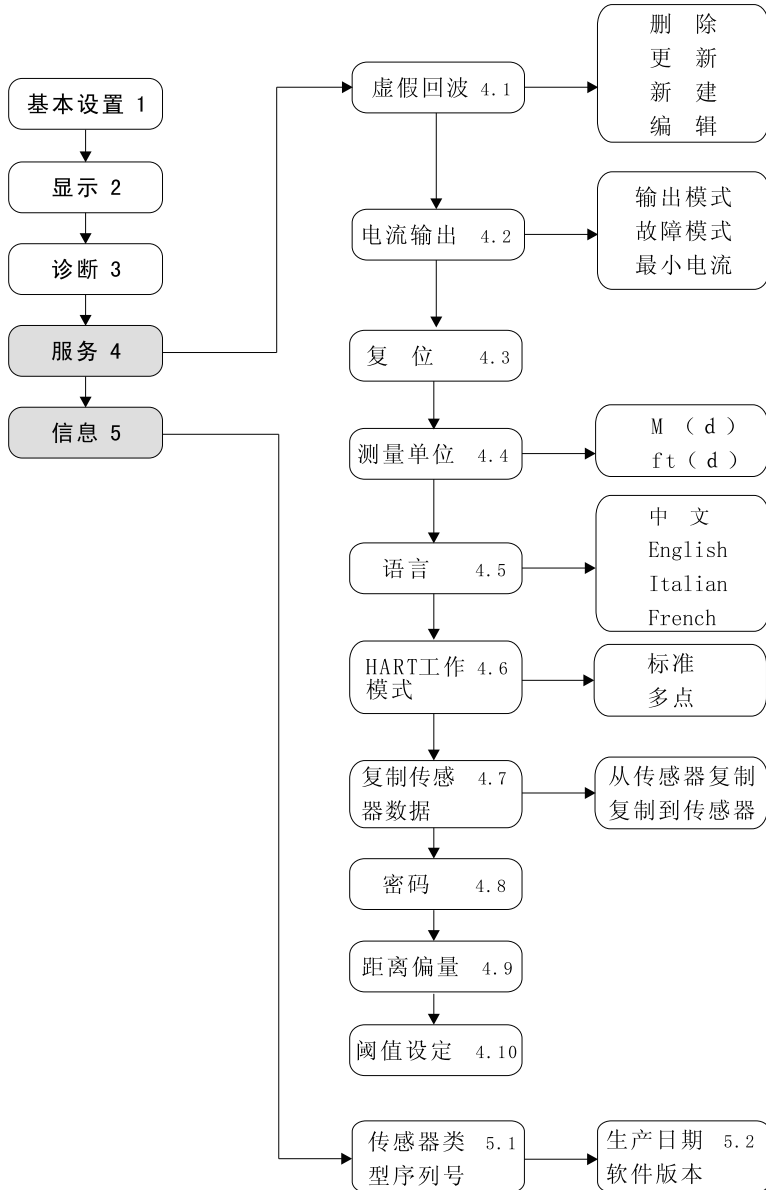 基本设置 1
显示 2
诊断 3
服务 4
信息 5
虚假回波 4.1
删 除
更 新
新 建
编 辑
电流输出 4.2
输出模式
故障模式
最小电流
复 位 4.3
测量单位 4.4
M （d）
ft（d）
语言 4.5
中 文
English
Italian
French
HART工作 4.6
模式
标准
多点
复制传感 4.7
器数据
从传感器复制
复制到传感器
密码 4.8
距离偏量 4.9
阈值设定 4.10
传感器类 5.1
型序列号
生产日期 5.2
软件版本